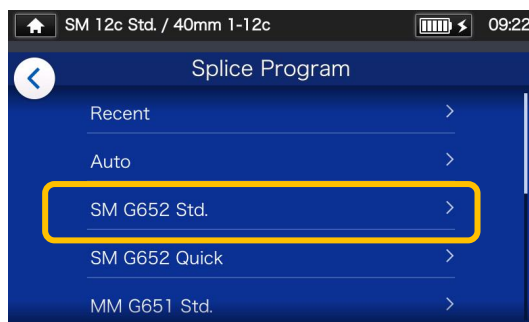 SM 12c Std. / 40mm 1-12c 09:22
Splice Program
Recent
Auto
SM G652 Std.
SM G652 Quick
MM G651 Std.